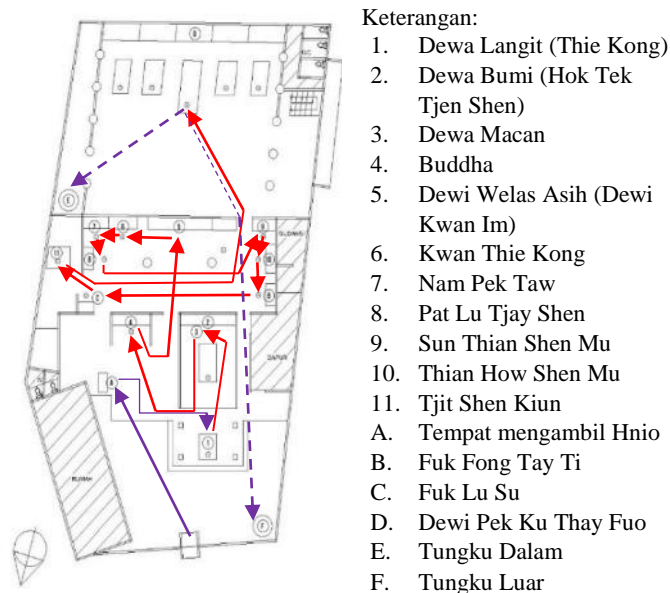 Keterangan:
1. Dewa Langit (Thie Kong)
2. Dewa Bumi (Hok Tek
Tjen Shen)
3. Dewa Macan
4. Buddha
5. Dewi Welas Asih (Dewi
Kwan Im)
6. Kwan Thie Kong
7. Nam Pek Taw
8. Pat Lu Tjay Shen
9. Sun Thian Shen Mu
10. Thian How Shen Mu
11. Tjit Shen Kiun
A. Tempat mengambil Hnio
B. Fuk Fong Tay Ti
C. Fuk Lu Su
D. Dewi Pek Ku Thay Fuo
E. Tungku Dalam
F. Tungku Luar
E
DAPUR
A
F